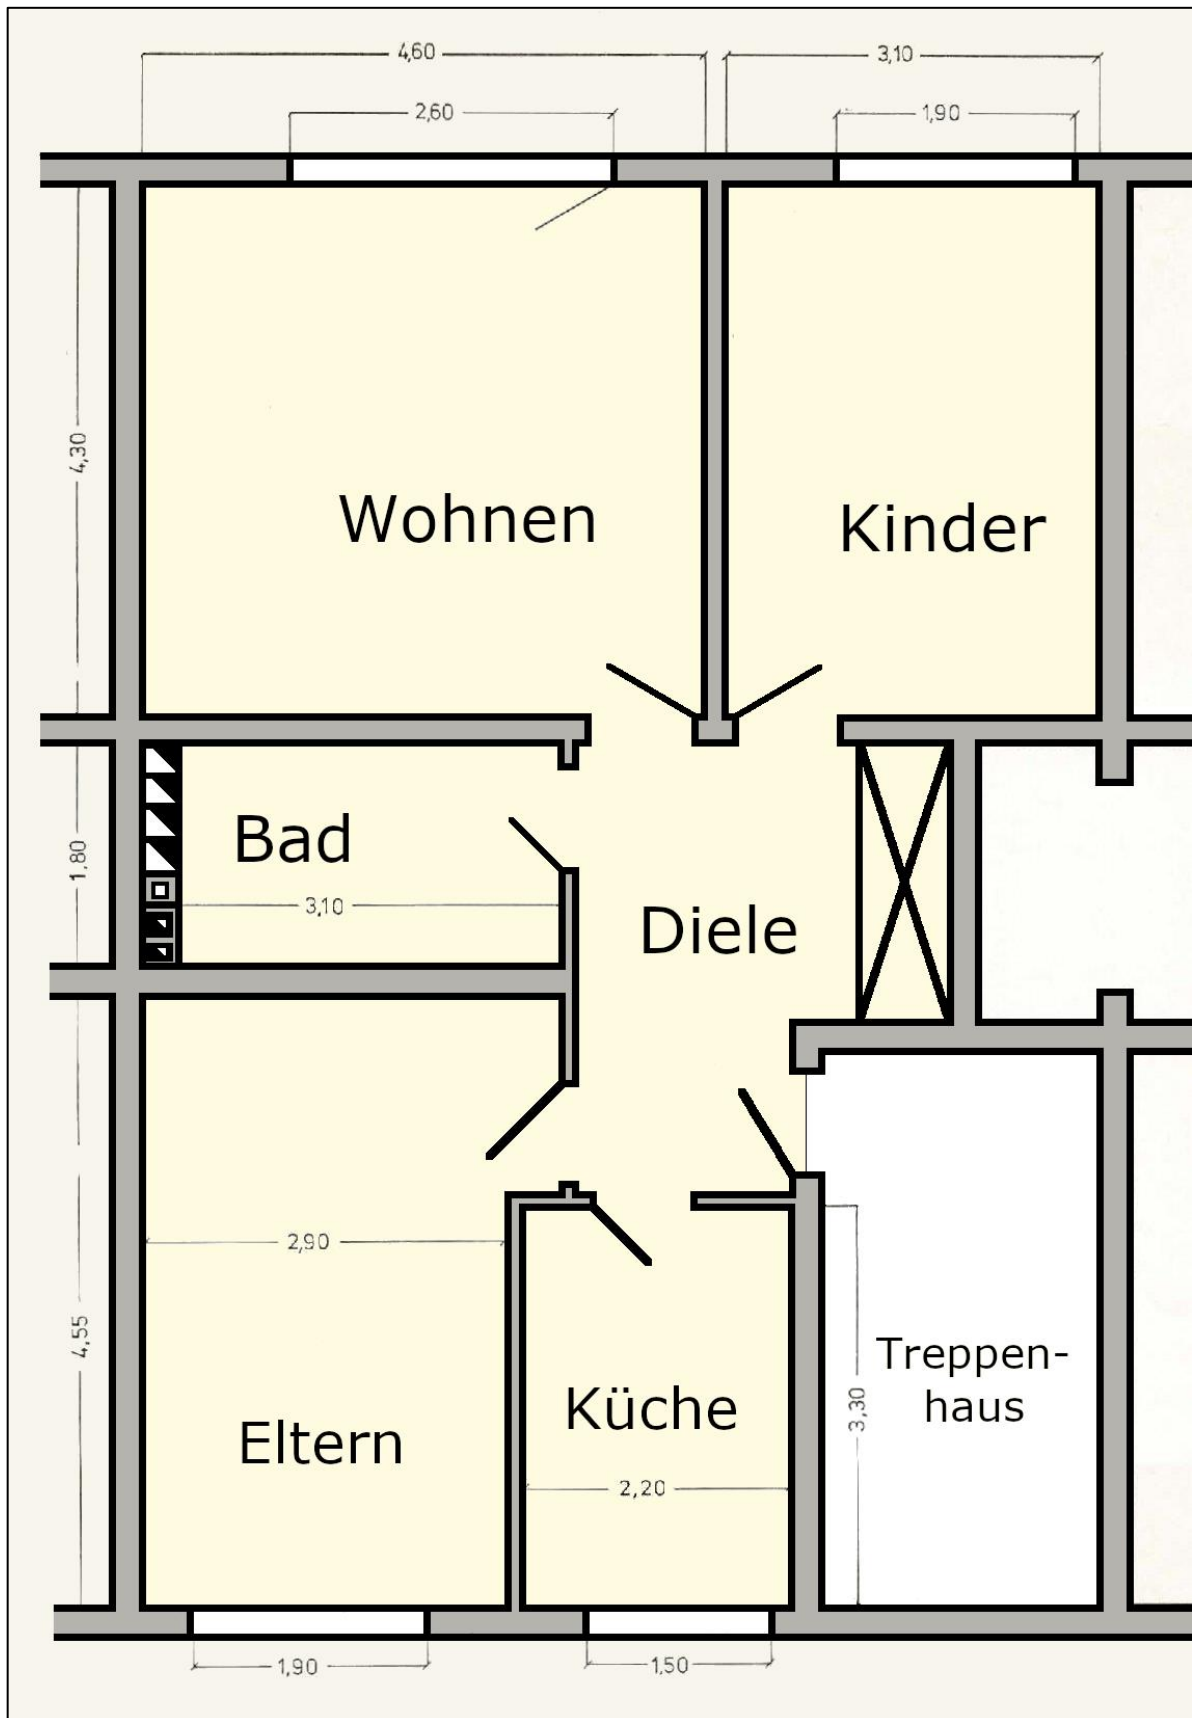 4,60
3,10
2,60
1,90
4,30
Wohnen
Kinder
Bad
1,80
3,10
Diele
2,90
4,55
Treppen-
haus
3,30
Küche
Eltern
2,20
1,90
1,50